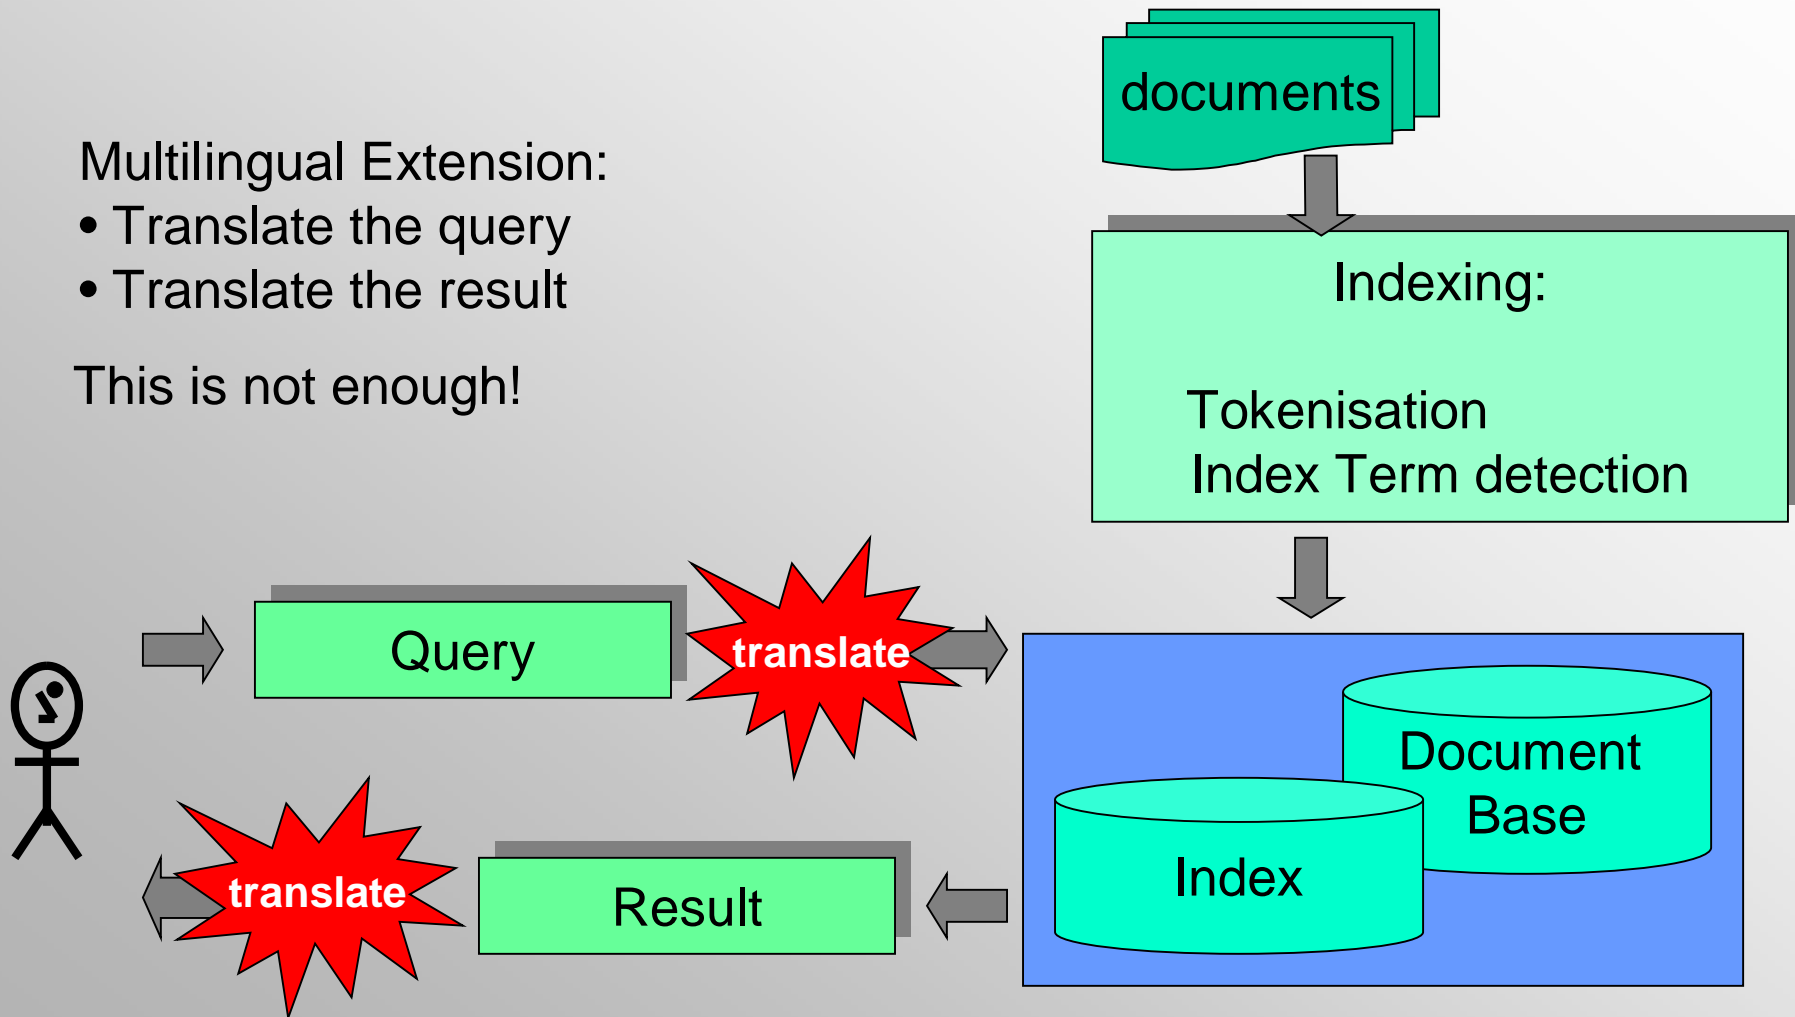 documents
Multilingual Extension:
• Translate the query
• Translate the result
This is not enough!
Indexing:
Tokenisation
Index Term detection
Query
translate
Document
Base
Index
translate
Result